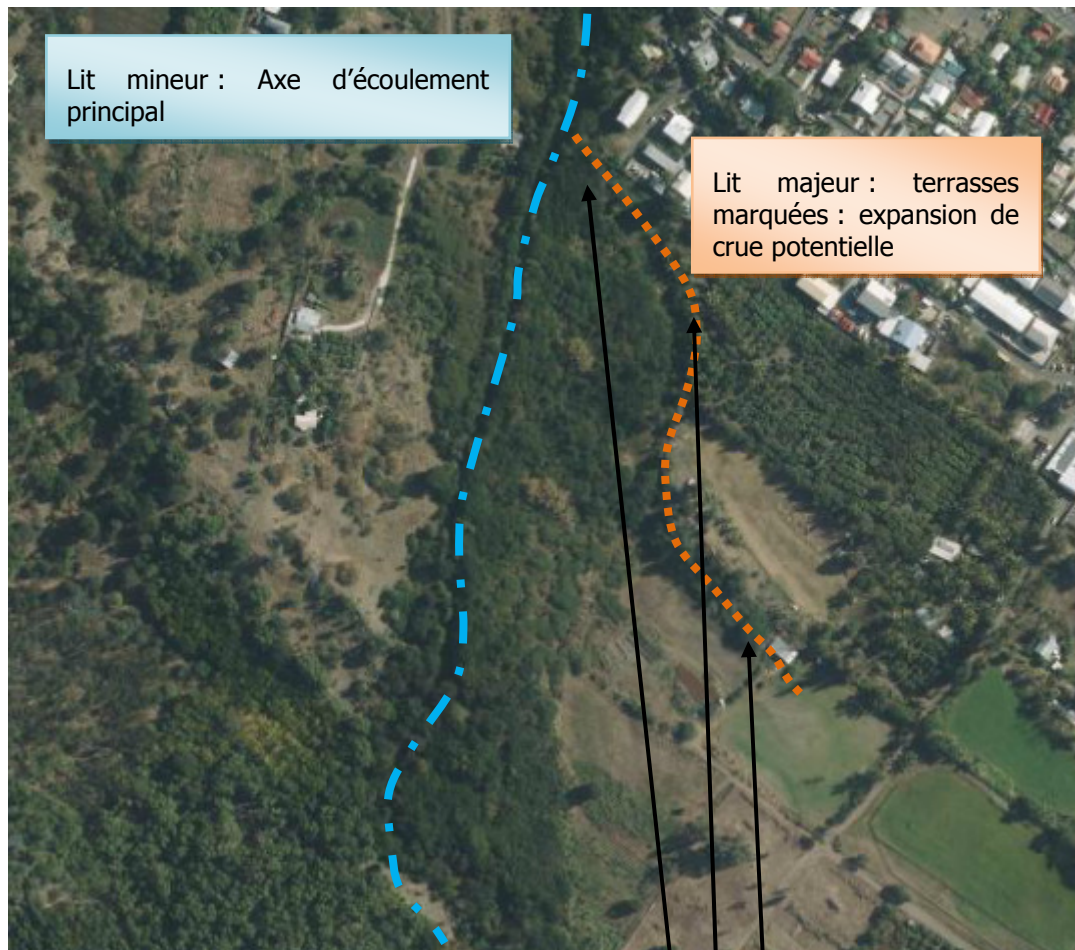 Lit mineur : Axe d’écoulement
principal
Lit majeur : terrasses
marquées : expansion de
crue potentielle